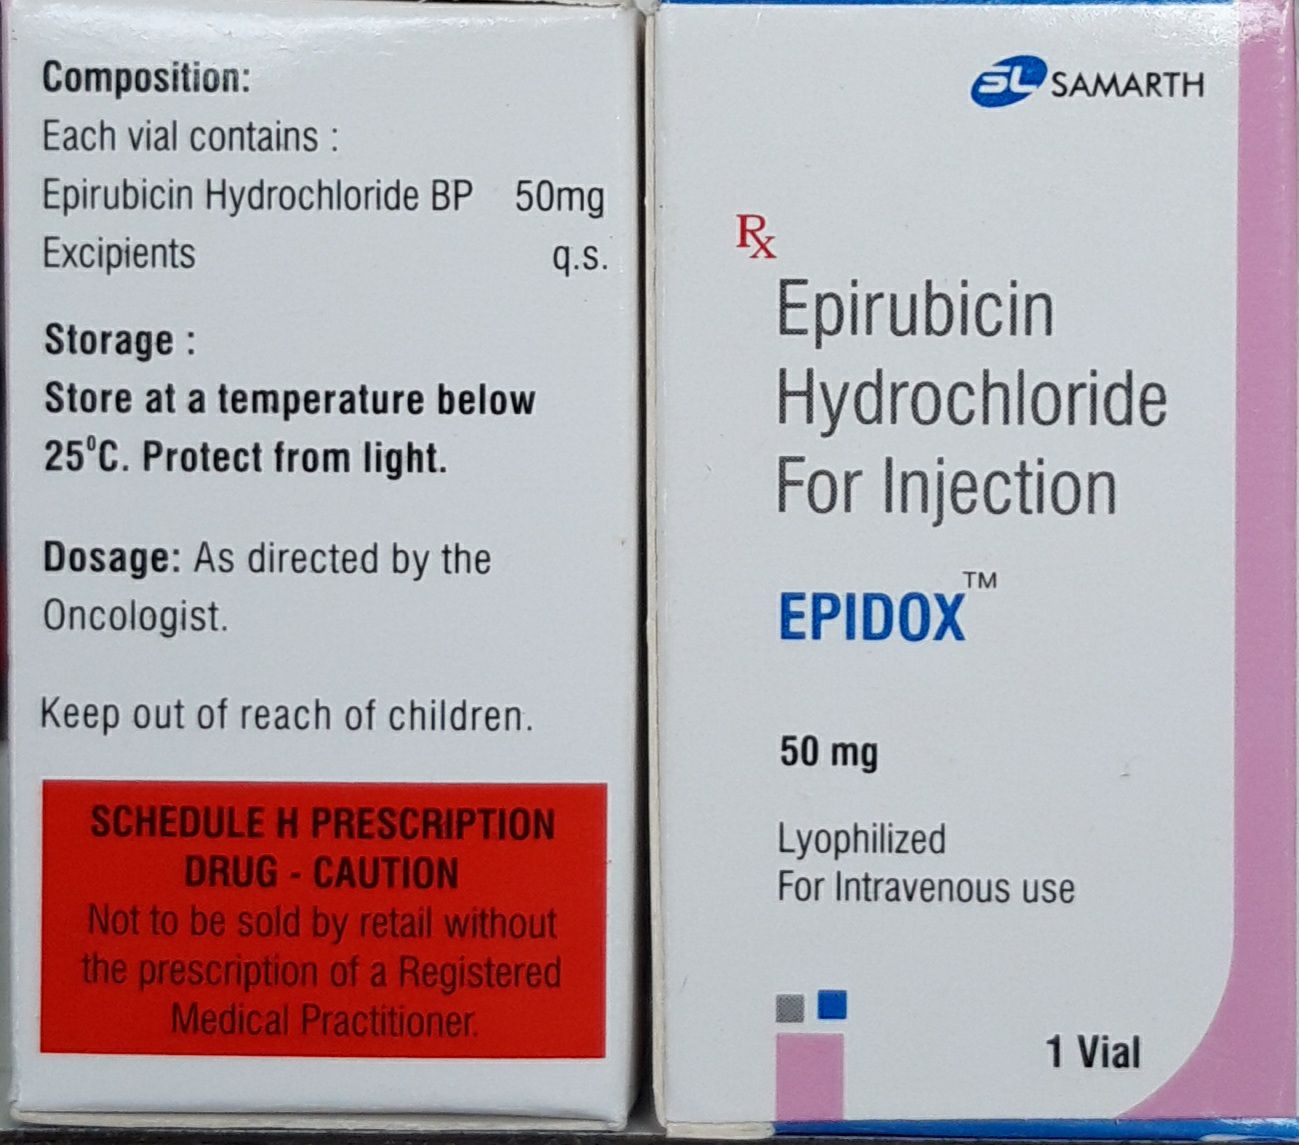 Composition:
Each vial contains :
Epirubicin Hydrochloride BP 50mg
Excipients q.s.
Storage :
Store at a temperature below
25⁰C. Protect from light.
Dosage: As directed by the
Oncologist.
Keep out of reach of children.
SCHEDULE H PRESCRIPTION
DRUG - CAUTION
Not to be sold by retail without
the prescription of a Registered
Medical Practitioner.
SL SAMARTH
Rx
Epirubicin
Hydrochloride
For Injection
EPIDOX™
50 mg
Lyophilized
For Intravenous use
1 Vial